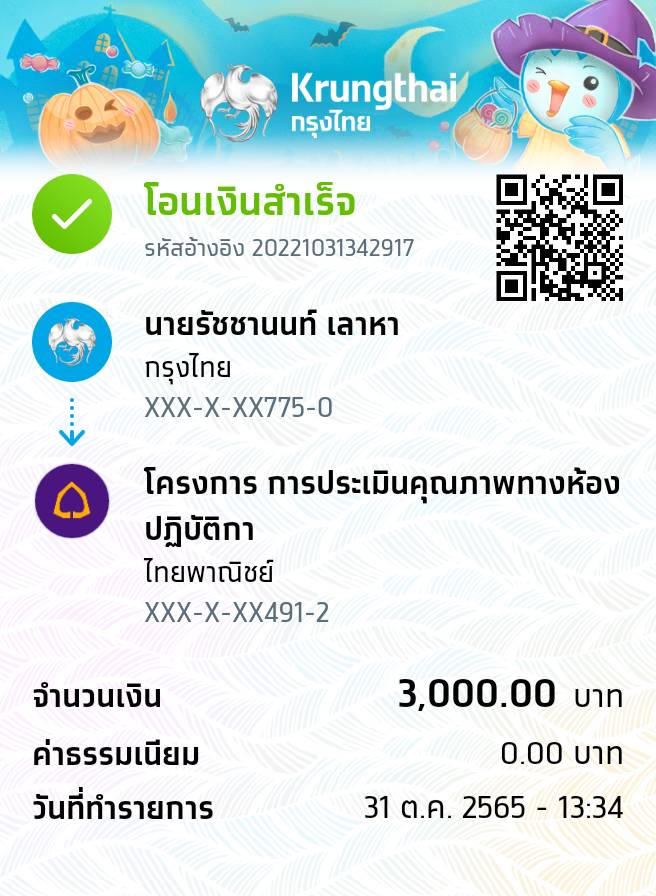 Krungthai
กรุงไทย
โอนเงินสำเร็จ
รหัสอ้างอิง 20221031342917
นายรัชชานนท์ เลาหา
กรุงไทย
XXX-X-XX775-0
โครงการ การประเมินคุณภาพทางห้อง
ปฏิบัติกา
ไทยพาณิชย์
XXX-X-XX491-2
จำนวนเงิน 3,000.00 บาท
ค่าธรรมเนียม 0.00 บาท
วันที่ทำรายการ 31 ต.ค. 2565 - 13:34